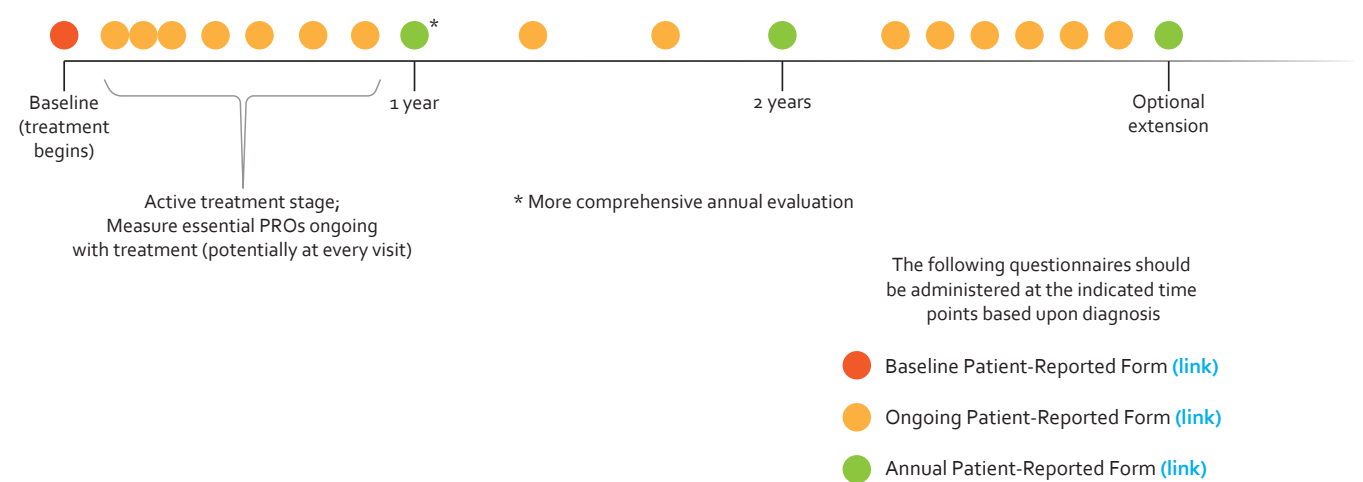 *
Baseline
(treatment
begins)
1 year
2 years
Optional
extension
Active treatment stage;
Measure essential PROs ongoing
with treatment (potentially at every visit)
* More comprehensive annual evaluation
The following questionnaires should
be administered at the indicated time
points based upon diagnosis
Baseline Patient-Reported Form (link)
Ongoing Patient-Reported Form (link)
Annual Patient-Reported Form (link)